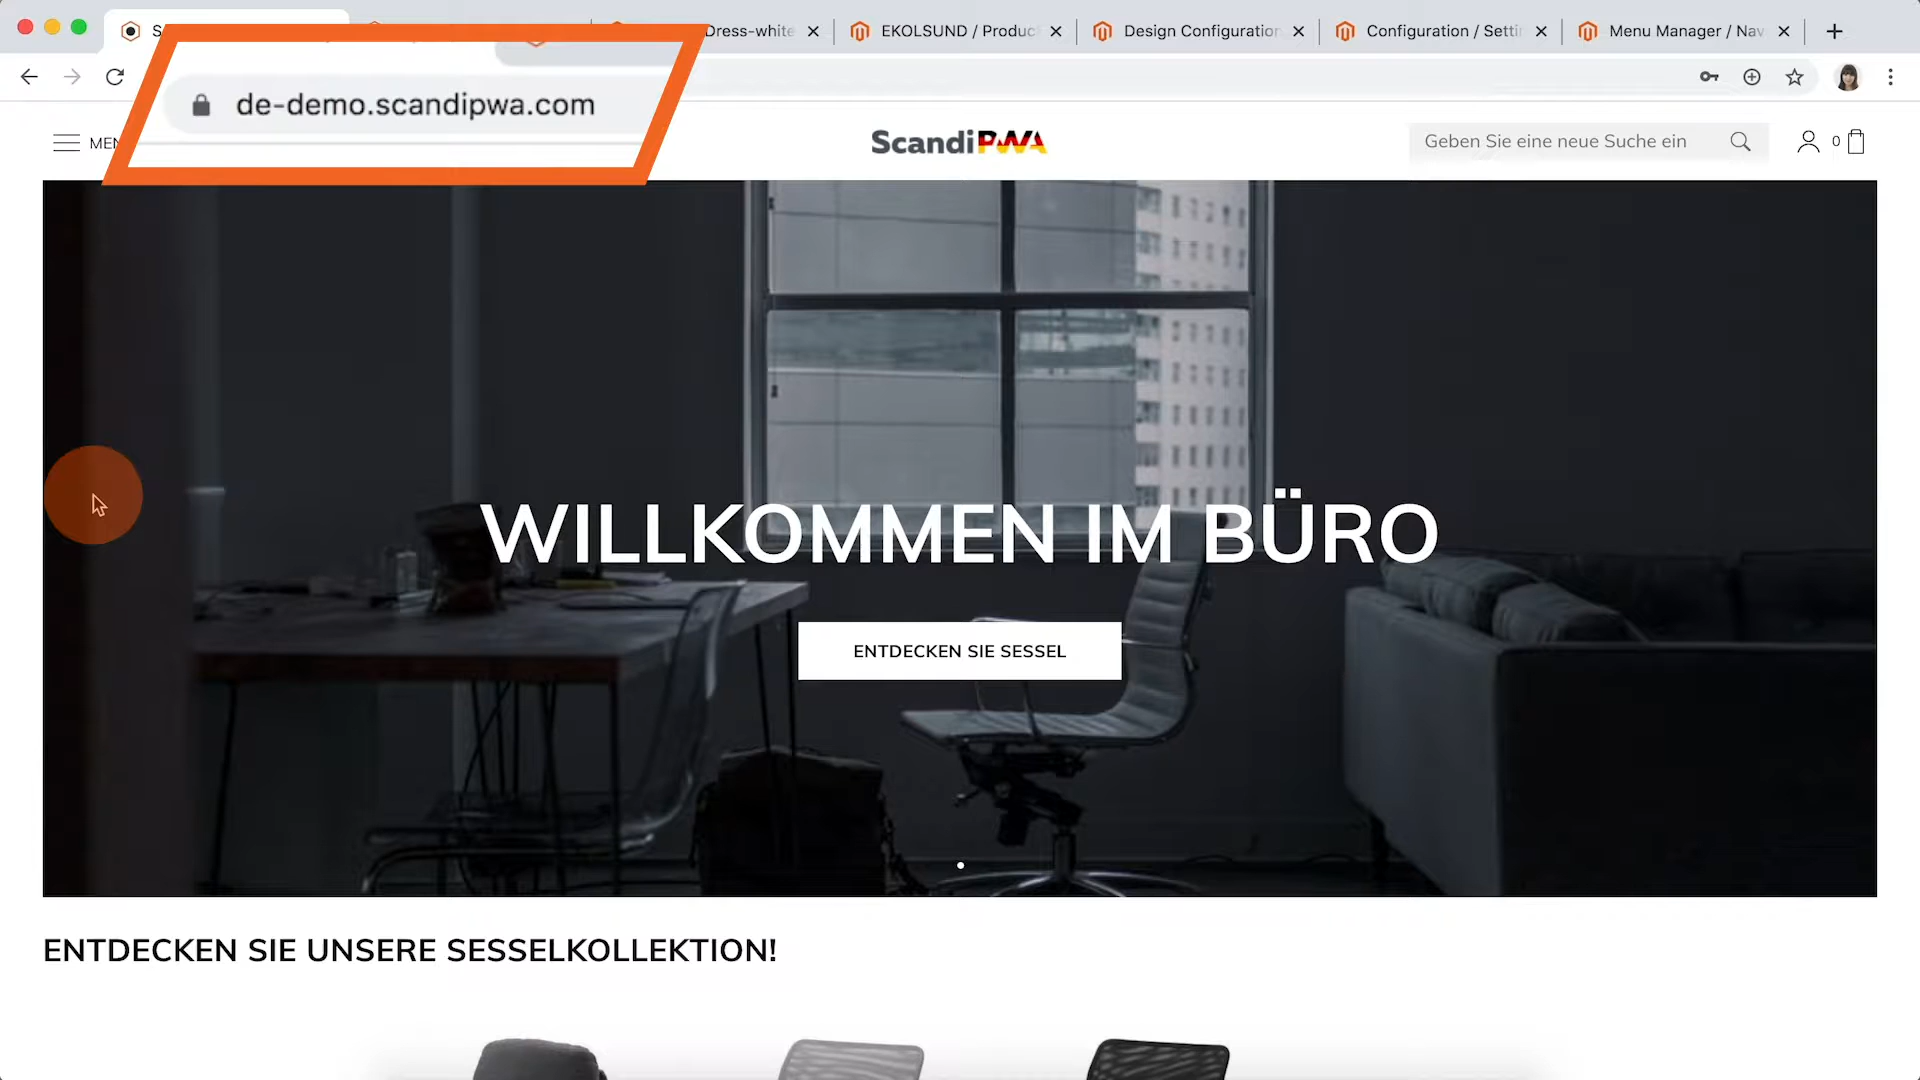 S
Dress-white
EKOLSUND / Produc
Design Configuration
Configuration / Setti
Menu Manager / Nav
de-demo.scandipwa.com
MEN
ScandiPWA
Geben Sie eine neue Suche ein
0
WILLKOMMEN IM BÜRO
ENTDECKEN SIE SESSEL
ENTDECKEN SIE UNSERE SESSELKOLLEKTION!